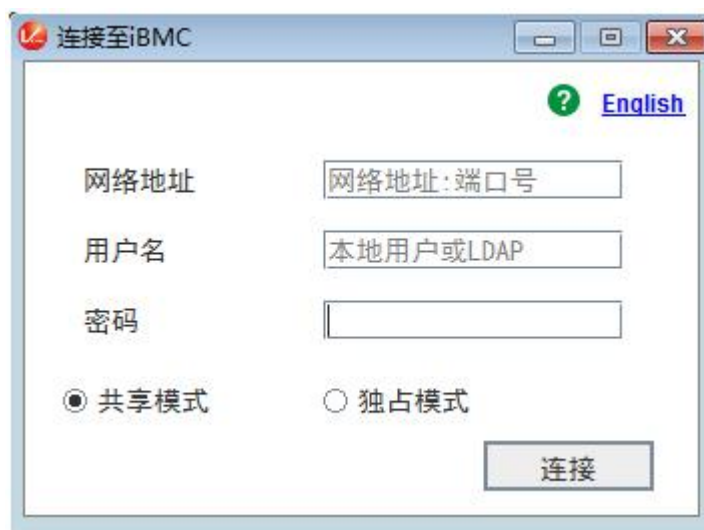 连接至iBMC
English
网络地址 网络地址:端口号
用户名 本地用户或LDAP
密码
共享模式 独占模式
连接